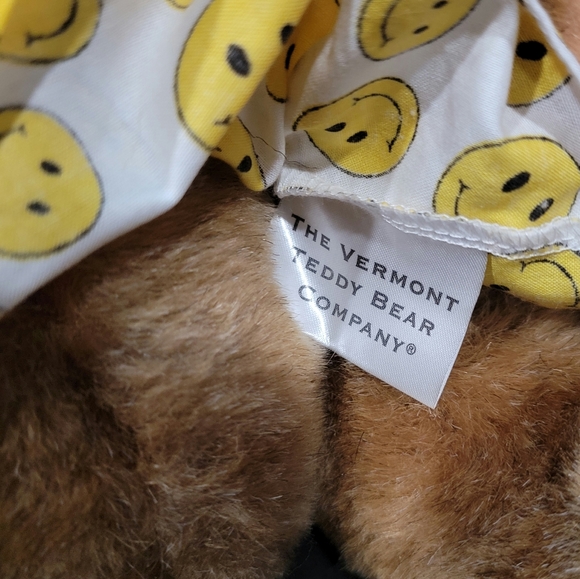 THE VERMONT
TEDDY BEAR
COMPANY®